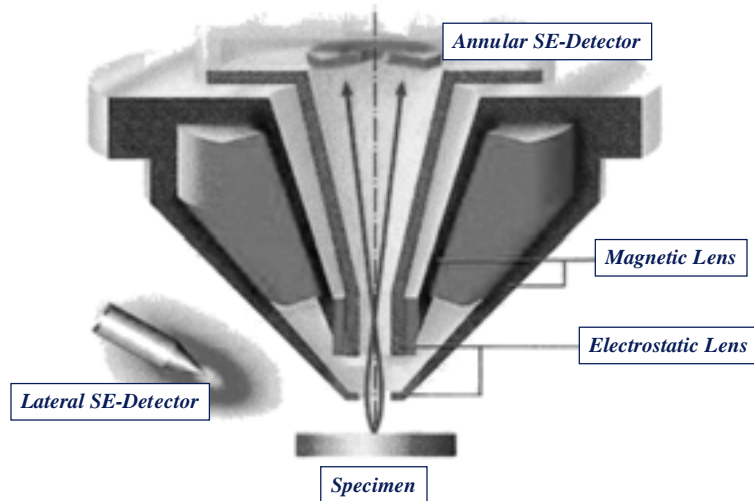 Annular SE-Detector
Magnetic Lens
Electrostatic Lens
Lateral SE-Detector
Specimen